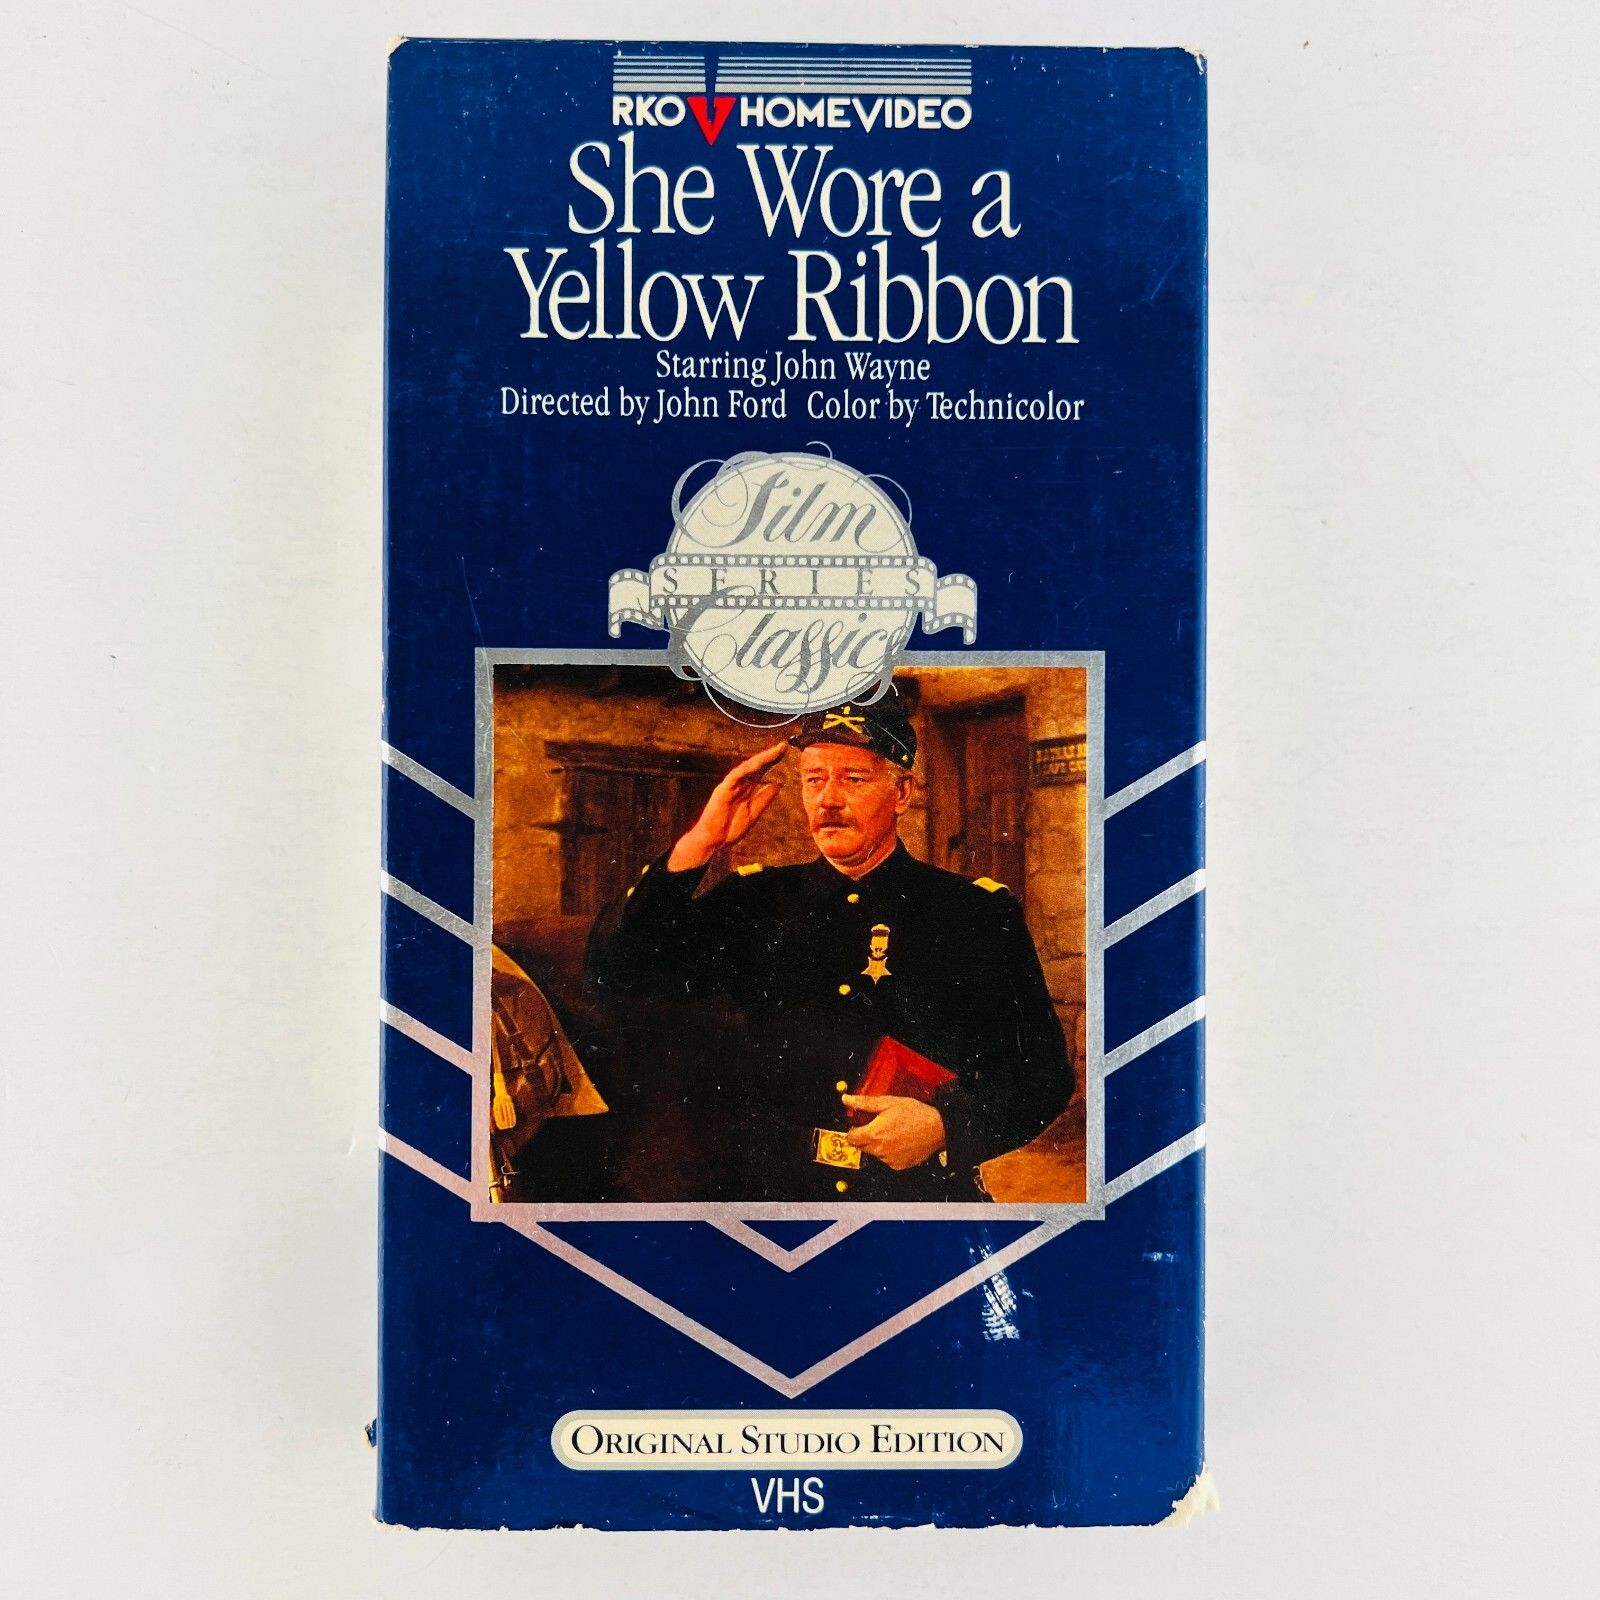 RKO HOMEVIDEO
She Wore a
Yellow Ribbon
Starring John Wayne
Directed by John Ford Color by Technicolor
Film
SERIES
Classics
ORIGINAL STUDIO EDITION
VHS